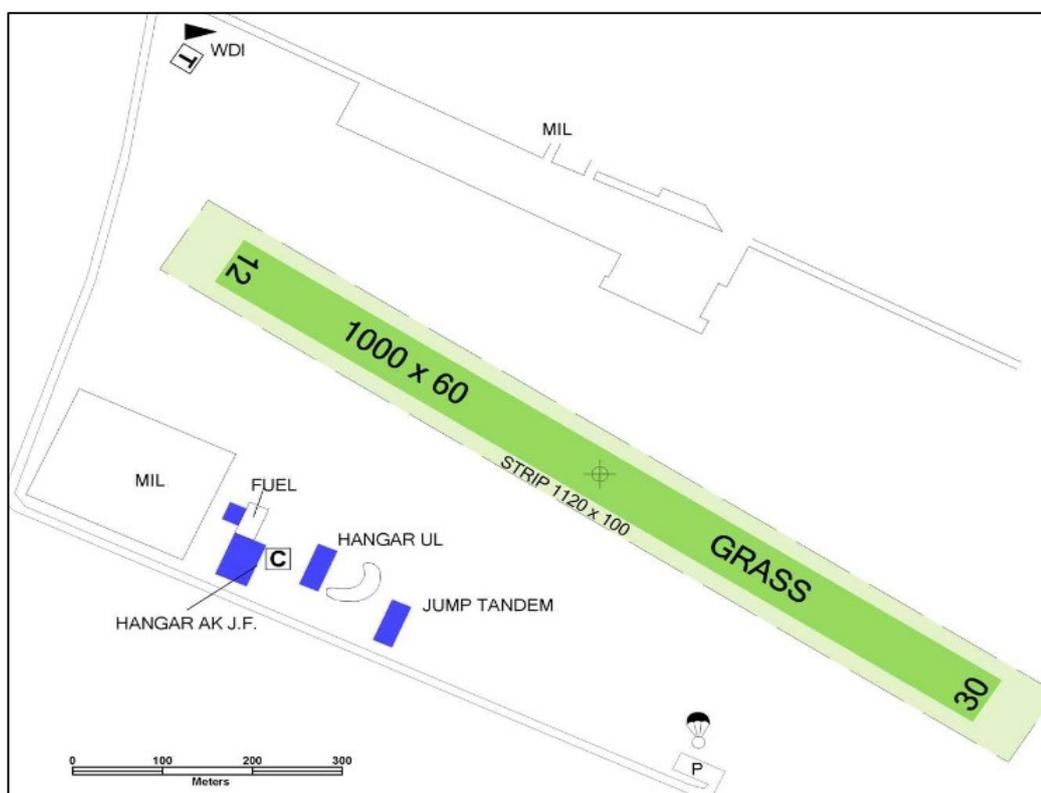 T
WDI
MIL
12
1000 x 60
STRIP 1120 x 100
GRASS
30
MIL
FUEL
C
HANGAR UL
HANGAR AK J.F.
JUMP TANDEM
P
0 100 200 300
Meters